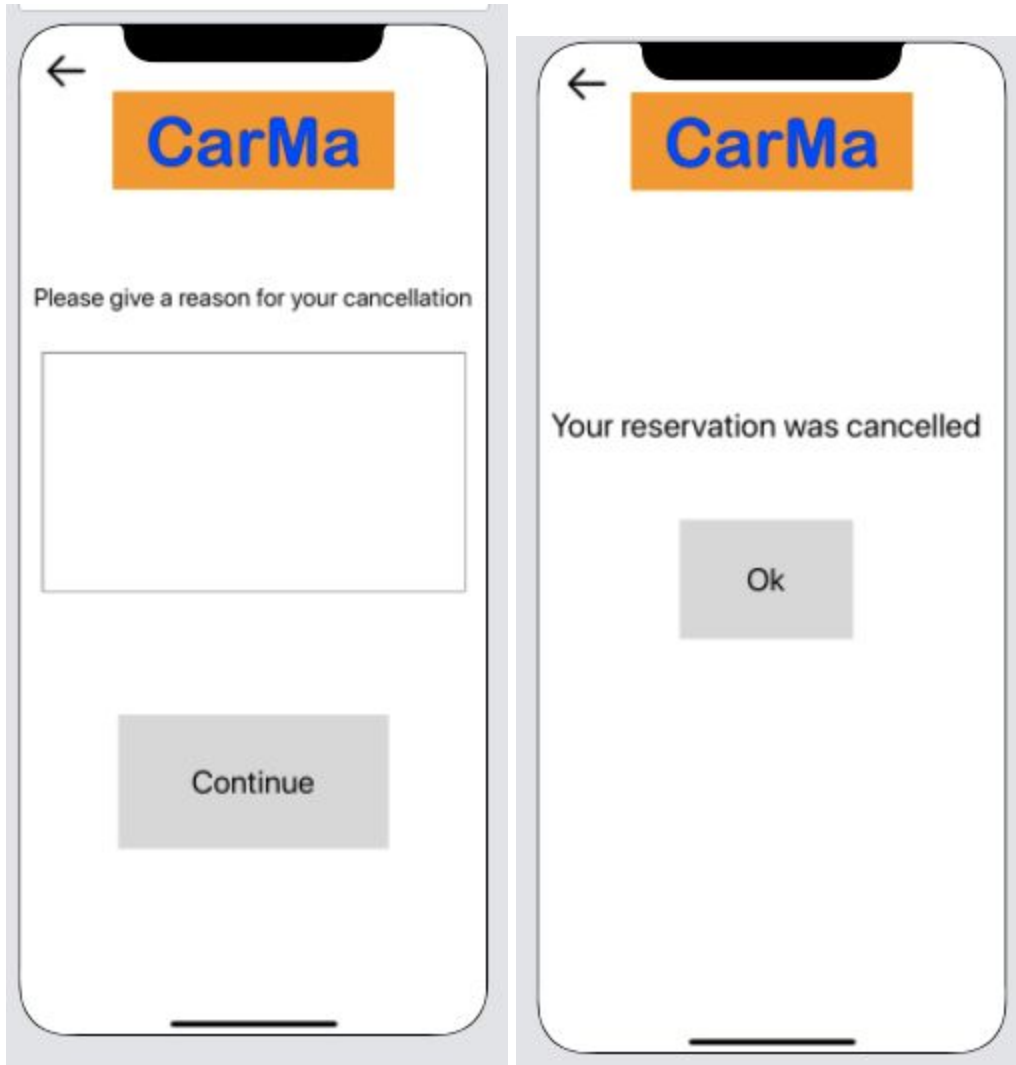 CarMa
Please give a reason for your cancellation
Continue
CarMa
Your reservation was cancelled
Ok